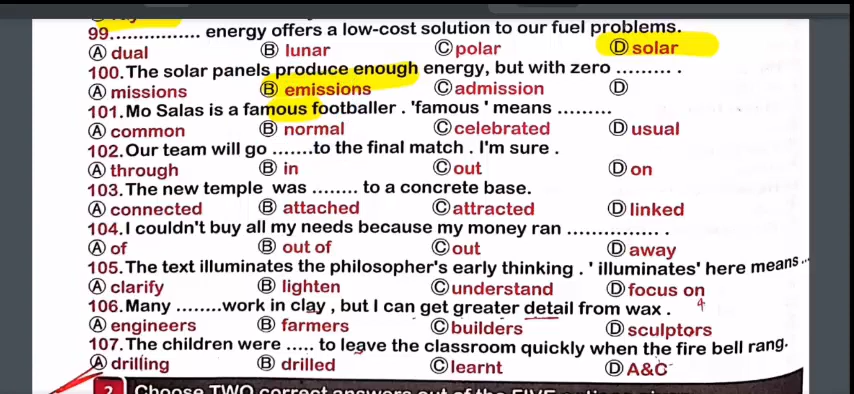 99................ energy offers a low-cost solution to our fuel problems.
Ⓐ dual Ⓑ lunar Ⓒ polar Ⓓ solar
100.The solar panels produce enough energy, but with zero .......... .
Ⓐ missions Ⓑ emissions Ⓒ admission Ⓓ
101.Mo Salas is a famous footballer . 'famous ' means .........
Ⓐ common Ⓑ normal Ⓒ celebrated Ⓓ usual
102.Our team will go .......to the final match . I'm sure .
Ⓐ through Ⓑ in Ⓒ out Ⓓ on
103.The new temple was ........ to a concrete base.
Ⓐ connected Ⓑ attached Ⓒ attracted Ⓓ linked
104.I couldn't buy all my needs because my money ran ............... .
Ⓐ of Ⓑ out of Ⓒ out Ⓓ away
105.The text illuminates the philosopher's early thinking . ' illuminates' here means...
Ⓐ clarify Ⓑ lighten Ⓒ understand Ⓓ focus on
106.Many ........work in clay , but I can get greater detail from wax .
Ⓐ engineers Ⓑ farmers Ⓒ builders Ⓓ sculptors
107.The children were ..... to leave the classroom quickly when the fire bell rang.
Ⓐ drilling Ⓑ drilled Ⓒ learnt Ⓓ A&C
2 Choose TWO correct answers out of the FIVE